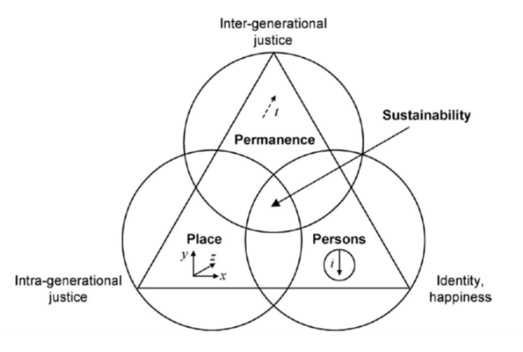 Inter-generational
justice
Sustainability
t
Permanence
Place
Persons
y
z
x
i
Intra-generational
justice
Identity,
happiness